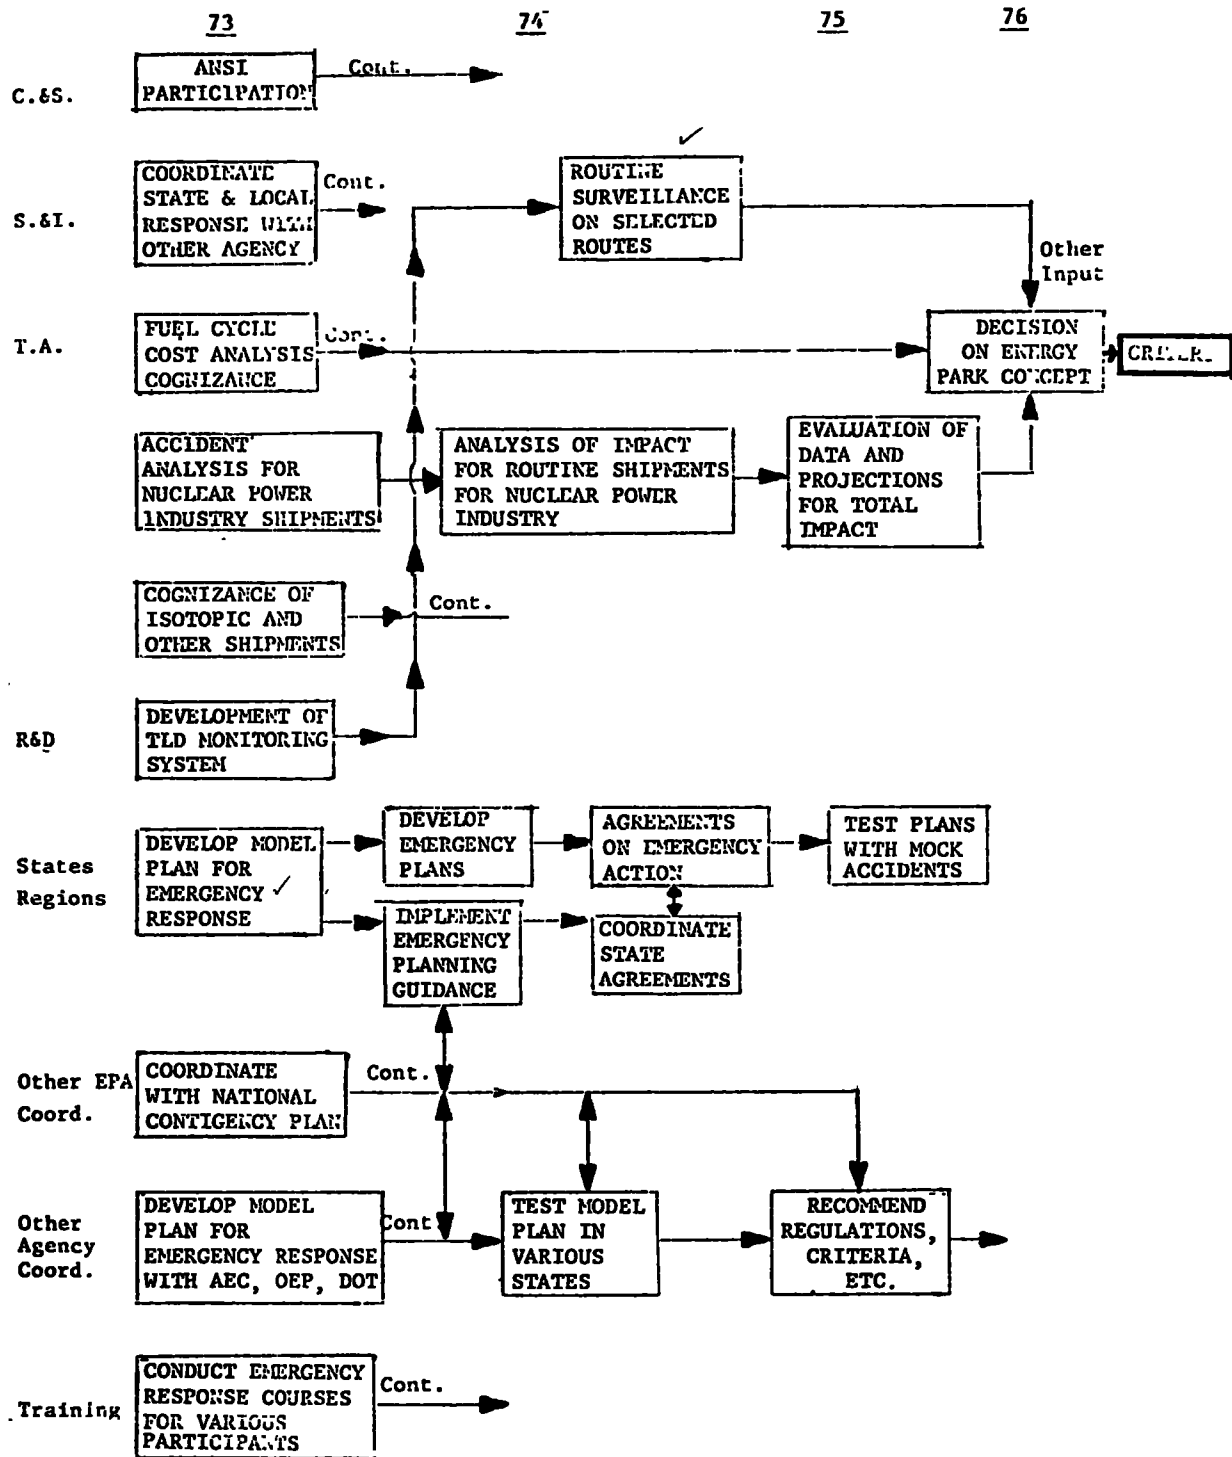 73 74 75 76
C.&S.
ANSI
PARTICIPATION
Cont.
S.&I.
COORDINATE
STATE & LOCAL
RESPONSE WITH
OTHER AGENCY
Cont.
ROUTINE
SURVEILLANCE
ON SELECTED
ROUTES
Other
Input
T.A.
FUEL CYCLE
COST ANALYSIS
COGNIZANCE
Cont.
DECISION
ON ENERGY
PARK CONCEPT
ACCIDENT
ANALYSIS FOR
NUCLEAR POWER
INDUSTRY SHIPMENTS
ANALYSIS OF IMPACT
FOR ROUTINE SHIPMENTS
FOR NUCLEAR POWER
INDUSTRY
EVALUATION OF
DATA AND
PROJECTIONS
FOR TOTAL
IMPACT
COGNIZANCE OF
ISOTOPIC AND
OTHER SHIPMENTS
Cont.
R&D
DEVELOPMENT OF
TLD MONITORING
SYSTEM
States
Regions
DEVELOP MODEL
PLAN FOR
EMERGENCY ✓
RESPONSE
DEVELOP
EMERGENCY
PLANS
AGREEMENTS
ON EMERGENCY
ACTION
TEST PLANS
WITH MOCK
ACCIDENTS
IMPLEMENT
EMERGENCY
PLANNING
GUIDANCE
COORDINATE
STATE
AGREEMENTS
Other EPA
Coord.
COORDINATE
WITH NATIONAL
CONTIGENCY PLAN
Cont.
Other
Agency
Coord.
DEVELOP MODEL
PLAN FOR
EMERGENCY RESPONSE
WITH AEC, OEP, DOT
Cont
TEST MODEL
PLAN IN
VARIOUS
STATES
RECOMMEND
REGULATIONS,
CRITERIA,
ETC.
Training
CONDUCT EMERGENCY
RESPONSE COURSES
FOR VARIOUS
PARTICIPANTS
Cont.